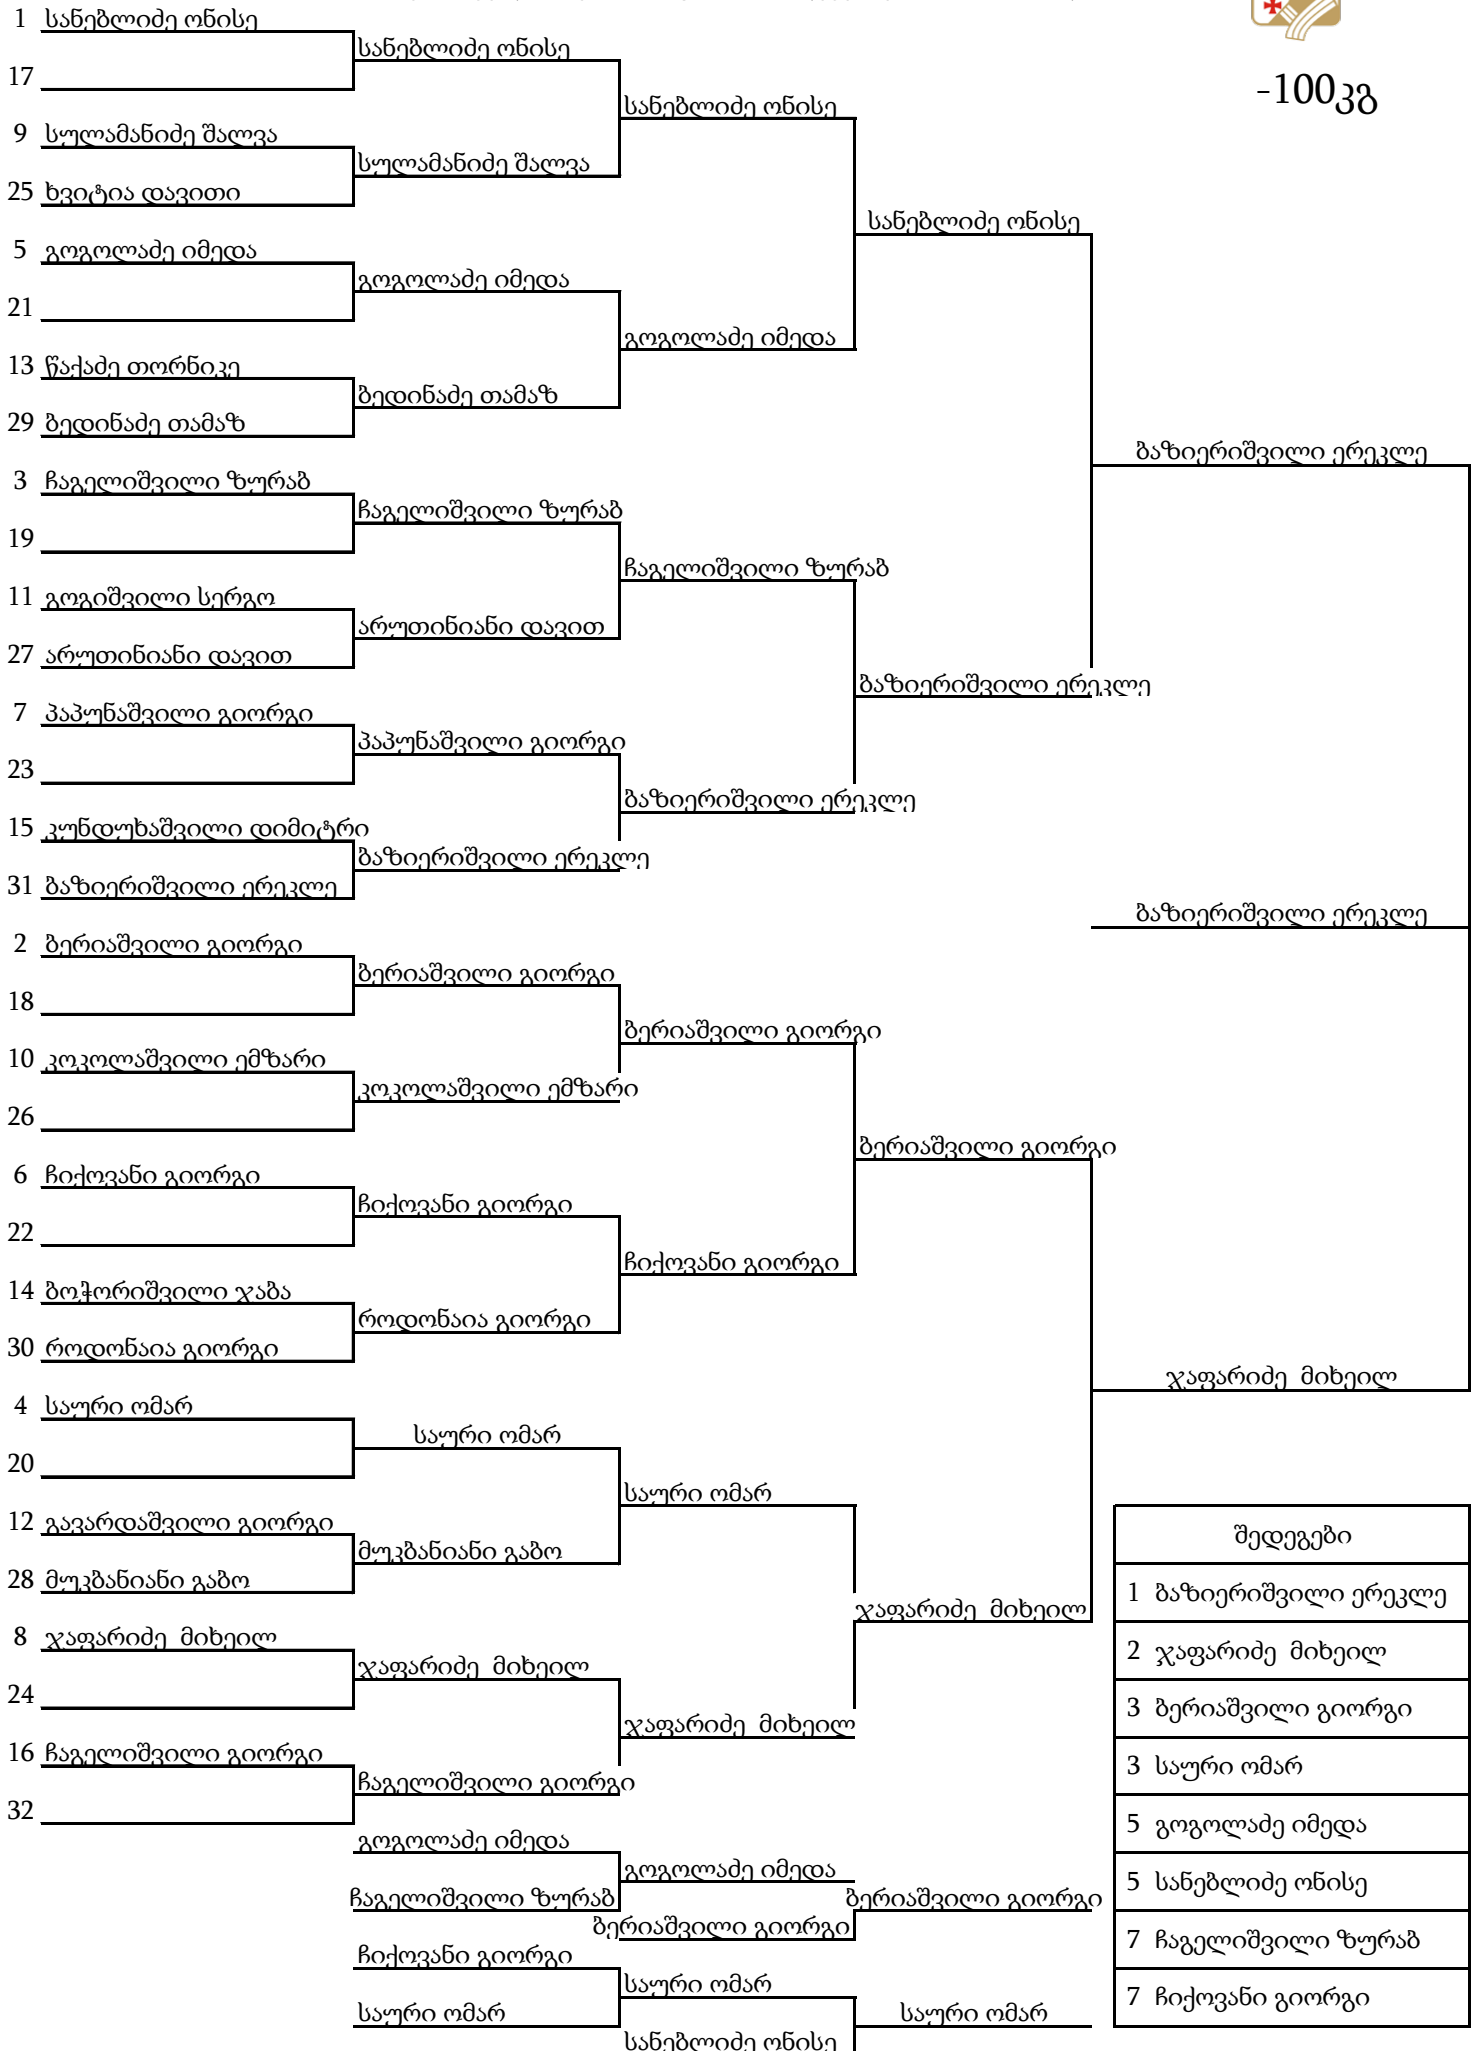 1 სანებლიძე ონისე
სანებლიძე ონისე
17
-100კგ
სანებლიძე ონისე
9 სულამანიძე შალვა
სულამანიძე შალვა
25 ხვიტია დავითი
სანებლიძე ონისე
5 გოგოლაძე იმედა
გოგოლაძე იმედა
21
გოგოლაძე იმედა
13 წაქაძე თორნიკე
ბედინაძე თამაზ
29 ბედინაძე თამაზ
ბაზიერიშვილი ერეკლე
3 ჩაგელიშვილი ზურაბ
ჩაგელიშვილი ზურაბ
19
ჩაგელიშვილი ზურაბ
11 გოგიშვილი სერგო
არუთინიანი დავით
27 არუთინიანი დავით
ბაზიერიშვილი ერეკლე
7 პაპუნაშვილი გიორგი
პაპუნაშვილი გიორგი
23
ბაზიერიშვილი ერეკლე
15 კუნდუხაშვილი დიმიტრი
ბაზიერიშვილი ერეკლე
31 ბაზიერიშვილი ერეკლე
ბაზიერიშვილი ერეკლე
2 ბერიაშვილი გიორგი
ბერიაშვილი გიორგი
18
ბერიაშვილი გიორგი
10 კოკოლაშვილი ემზარი
კოკოლაშვილი ემზარი
26
ბერიაშვილი გიორგი
6 ჩიქოვანი გიორგი
ჩიქოვანი გიორგი
22
ჩიქოვანი გიორგი
14 ბოჭორიშვილი ჯაბა
როდონაია გიორგი
30 როდონაია გიორგი
ჯაფარიძე მიხეილ
4 საური ომარ
საური ომარ
20
საური ომარ
12 გავარდაშვილი გიორგი
შედეგები
მუკბანიანი გაბო
28 მუკბანიანი გაბო
1 ბაზიერიშვილი ერეკლე
ჯაფარიძე მიხეილ
8 ჯაფარიძე მიხეილ
2 ჯაფარიძე მიხეილ
ჯაფარიძე მიხეილ
24
3 ბერიაშვილი გიორგი
ჯაფარიძე მიხეილ
16 ჩაგელიშვილი გიორგი
3 საური ომარ
ჩაგელიშვილი გიორგი
32
5 გოგოლაძე იმედა
გოგოლაძე იმედა
გოგოლაძე იმედა
5 სანებლიძე ონისე
ჩაგელიშვილი ზურაბ
ბერიაშვილი გიორგი
ბერიაშვილი გიორგი
7 ჩაგელიშვილი ზურაბ
ჩიქოვანი გიორგი
საური ომარ
7 ჩიქოვანი გიორგი
საური ომარ
საური ომარ
სანებლიძე ონისე